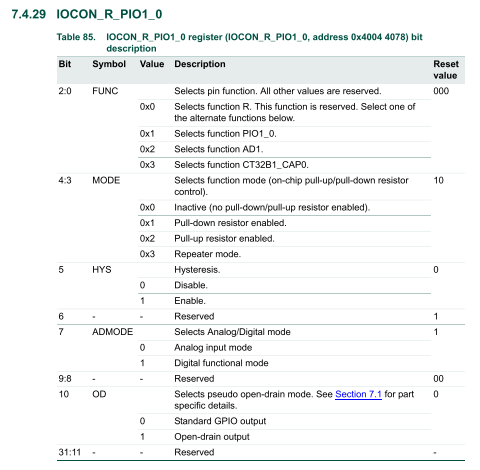 7.4.29 IOCON_R_PIO1_0
Table 85. IOCON_R_PIO1_0 register (IOCON_R_PIO1_0, address 0x4004 4078) bit
description
Bit Symbol Value Description Reset
value
2:0 FUNC Selects pin function. All other values are reserved. 000
0x0 Selects function R. This function is reserved. Select one of
the alternate functions below.
0x1 Selects function PIO1_0.
0x2 Selects AD1.
0x3 Selects function CT32B1_CAP0.
4:3 MODE Selects function mode (on-chip pull-up/pull-down resistor 10
control).
0x0 Inactive (no pull-down/pull-up resistor enabled).
0x1 Pull-down resistor enabled.
0x2 Pull-up resistor enabled.
0x3 Repeater mode.
5 HYS Hysteresis. 0
0 Disable.
1 Enable.
6 - - Reserved 1
7 ADMODE Selects Analog/Digital mode 1
0 Analog input mode
1 Digital functional mode
9:8 - - Reserved 00
10 OD Selects pseudo open-drain mode. See Section 7.1 for part 0
specific details.
0 Standard GPIO output
1 Open-drain output
31:11 - - Reserved -